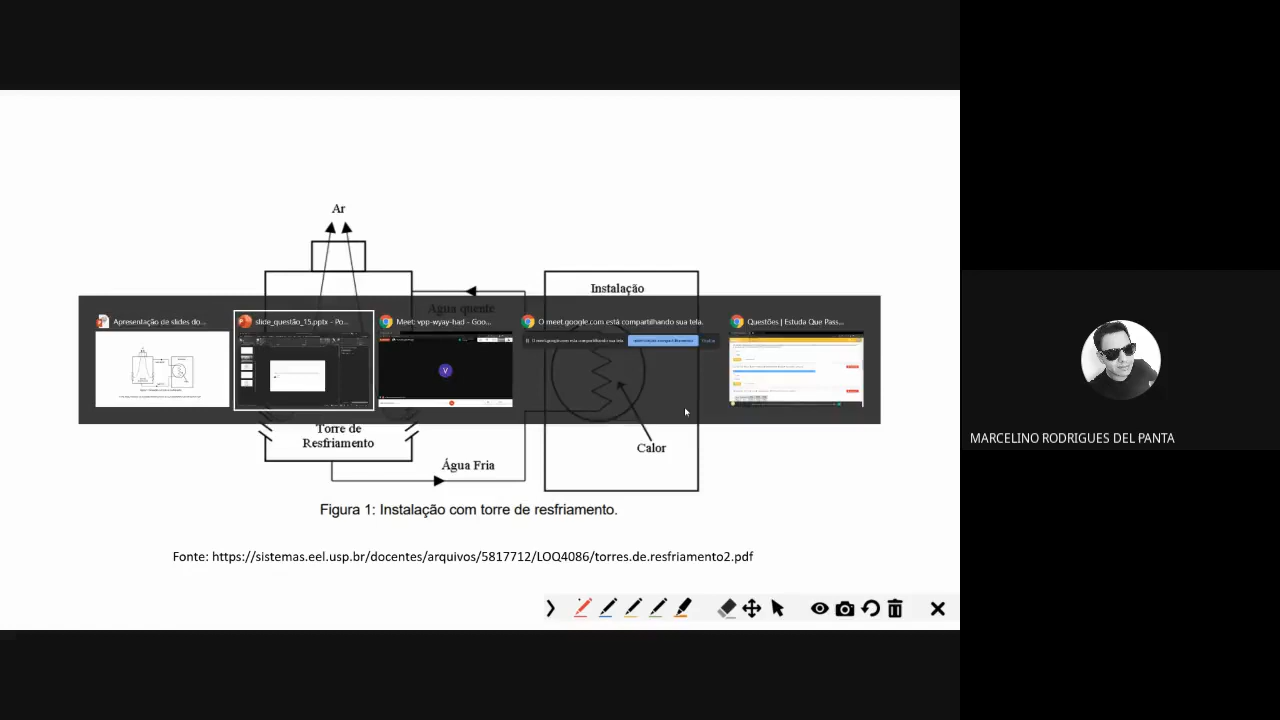 Ar
Instalação
Água quente
Apresentação de slides do...
slide_questão_15.pptx - Po...
Meet: vpp-wyay-had - Goo...
O meet.google.com está compartilhando sua tela.
Questões | Estuda Que Pass...
V
Torre de
Resfriamento
Calor
Água Fria
Figura 1: Instalação com torre de resfriamento.
Fonte: https://sistemas.eel.usp.br/docentes/arquivos/5817712/LOQ4086/torres.de.resfriamento2.pdf
MARCELINO RODRIGUES DEL PANTA